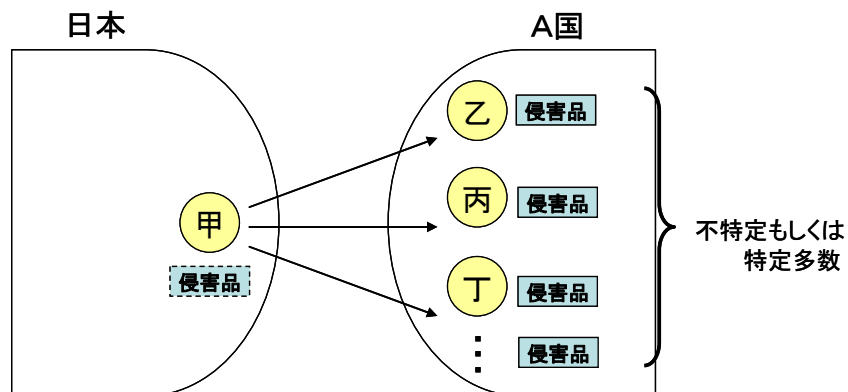 日本
A国
乙 侵害品
丙 侵害品
甲
侵害品
丁 侵害品
侵害品
不特定もしくは
特定多数